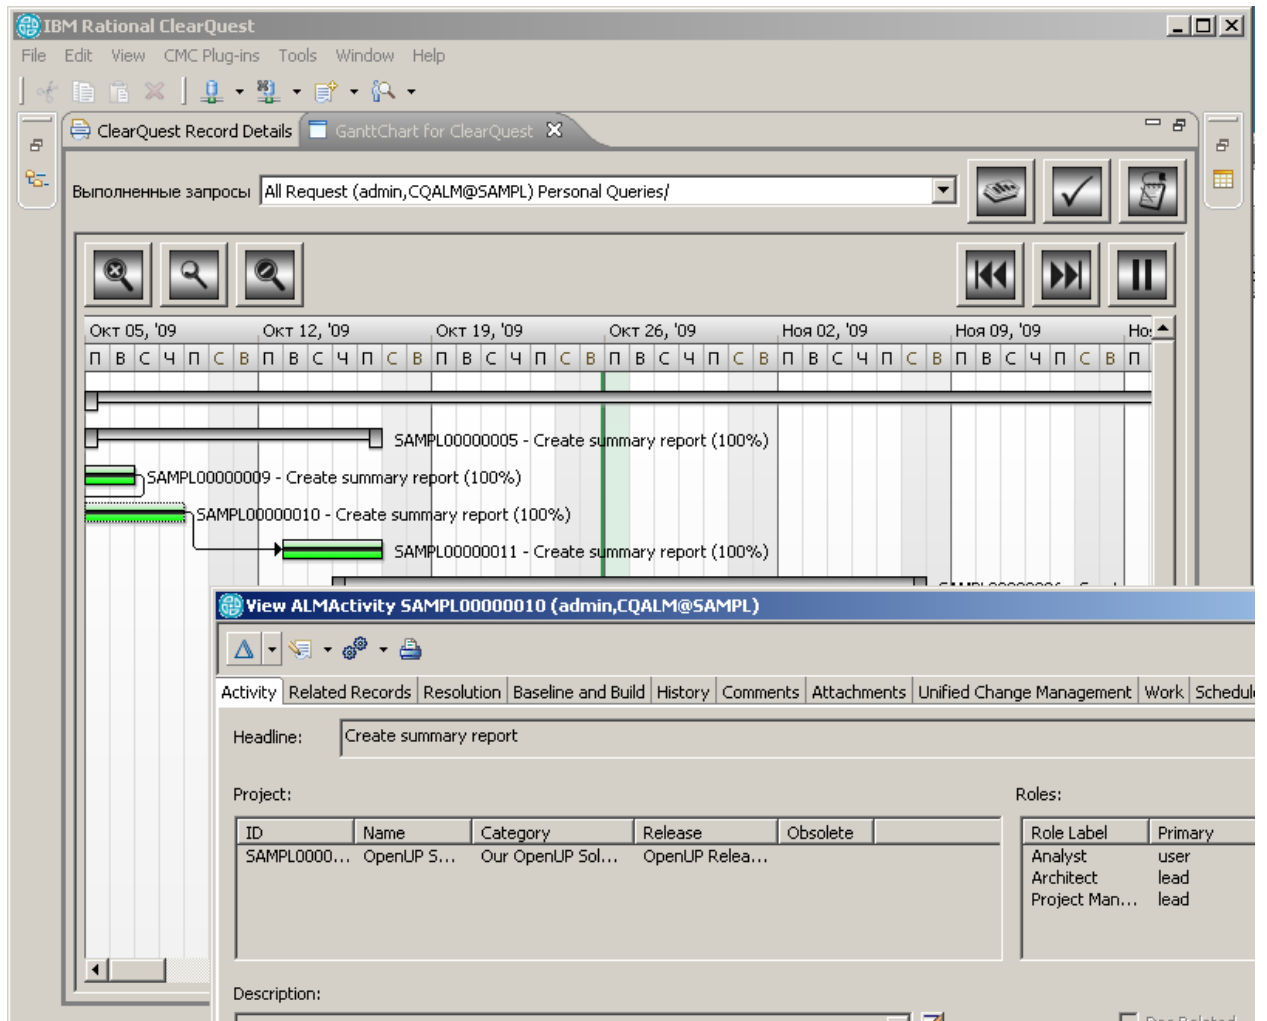 IBM Rational ClearQuest
File Edit View CMC Plug-ins Tools Window Help
ClearQuest Record Details GanttChart for ClearQuest
Выполненные запросы All Request (admin,CQALM@SAMPL) Personal Queries/
Окт 05, '09 Окт 12, '09 Окт 19, '09 Окт 26, '09 Ноя 02, '09 Ноя 09, '09
П В С Ч П С В П В С Ч П С В П В С Ч П С В П В С Ч П С В П В С Ч П С В П В С Ч П С В П
SAMPL00000005 - Create summary report (100%)
SAMPL00000009 - Create summary report (100%)
SAMPL00000010 - Create summary report (100%)
SAMPL00000011 - Create summary report (100%)
View ALMActivity SAMPL00000010 (admin,CQALM@SAMPL)
Activity Related Records Resolution Baseline and Build History Comments Attachments Unified Change Management Work Schedul
Headline: Create summary report
Project: Roles:
ID Name Category Release Obsolete Role Label Primary
SAMPL0000... OpenUP S... Our OpenUP Sol... OpenUP Relea... Analyst user
Architect lead
Project Man... lead
Description: